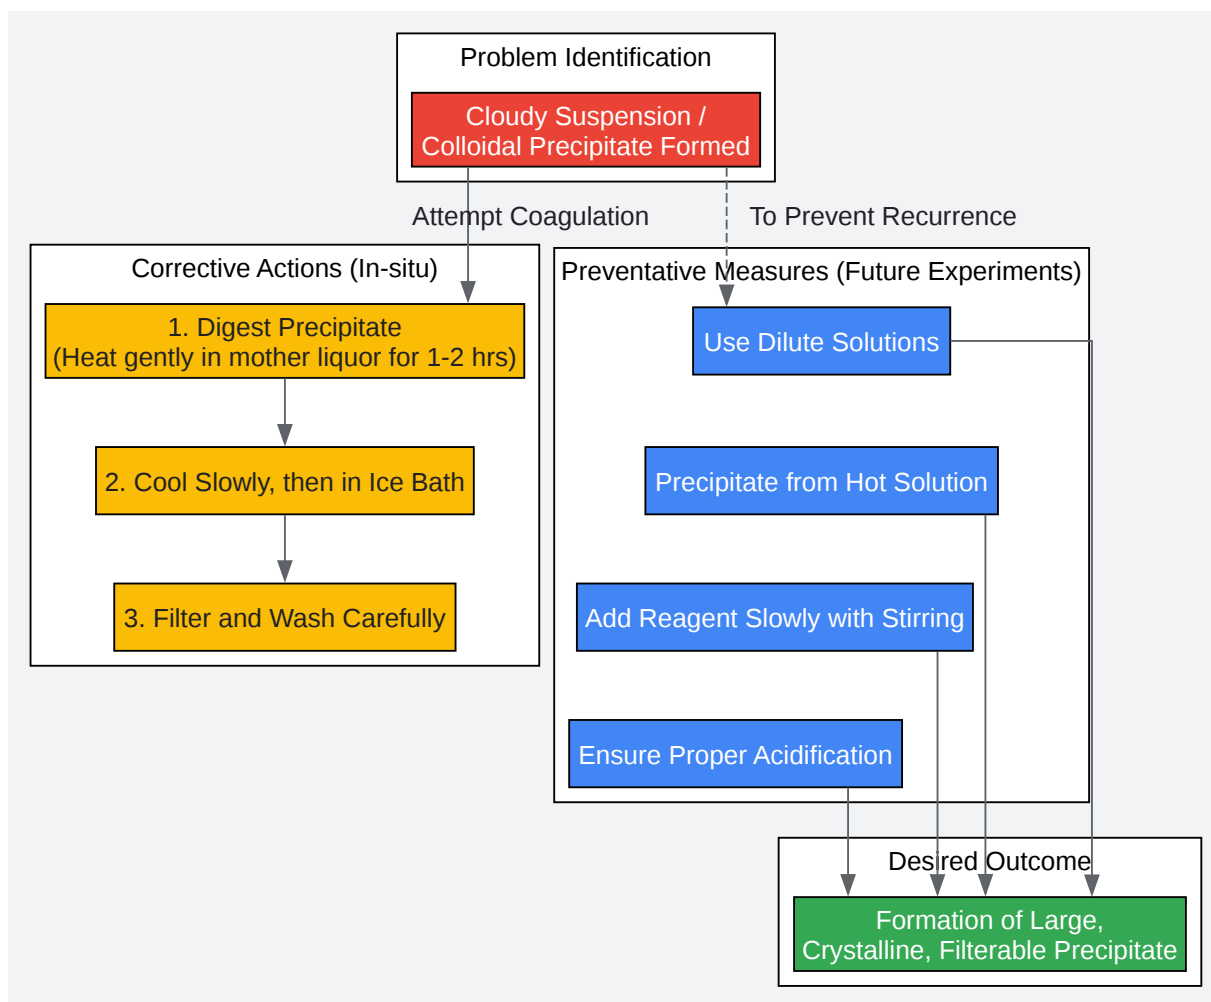 Problem Identification
Cloudy Suspension /
Colloidal Precipitate Formed
Attempt Coagulation
To Prevent Recurrence
Corrective Actions (In-situ)
1. Digest Precipitate
(Heat gently in mother liquor for 1-2 hrs)
2. Cool Slowly, then in Ice Bath
3. Filter and Wash Carefully
Preventative Measures (Future Experiments)
Use Dilute Solutions
Precipitate from Hot Solution
Add Reagent Slowly with Stirring
Ensure Proper Acidification
Desired Outcome
Formation of Large,
Crystalline, Filterable Precipitate